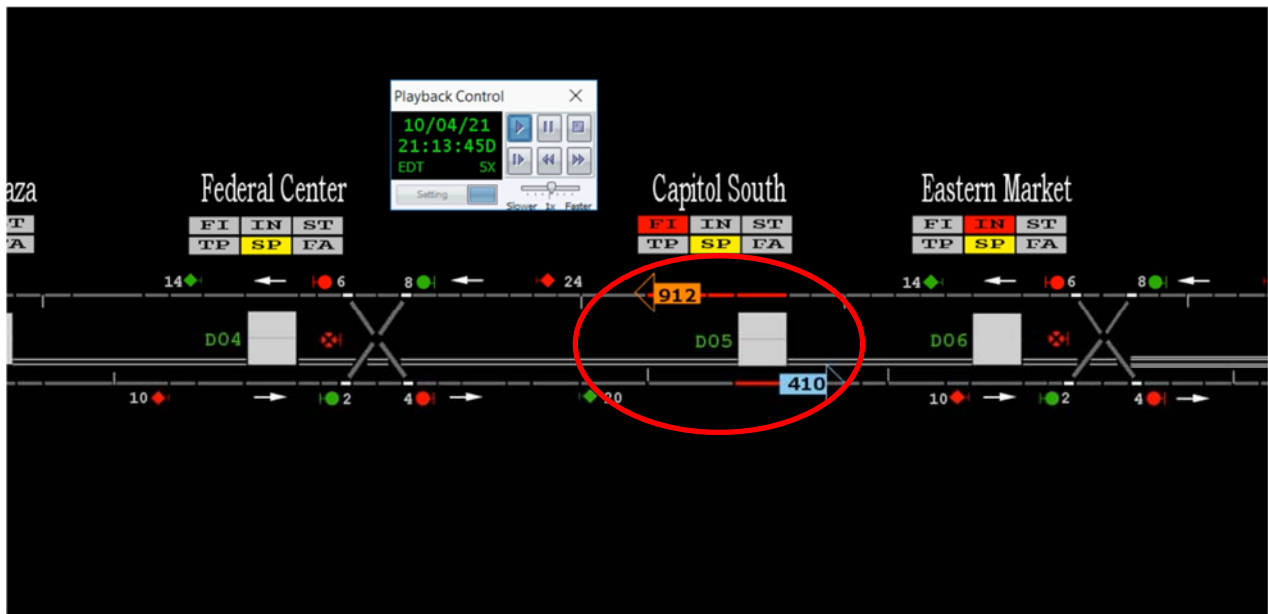 Playback Control
10/04/21
21:13:45D
EDT 5X
Setting
Slower 1x Faster
aza
Federal Center
Capitol South
Eastern Market
T
FI IN ST
FI IN ST
FI IN ST
A
TP SP FA
TP SP FA
TP SP FA
14 6 8 24 14 6 8
912
D04 D05 D06
410
10 2 4 20 10 2 4